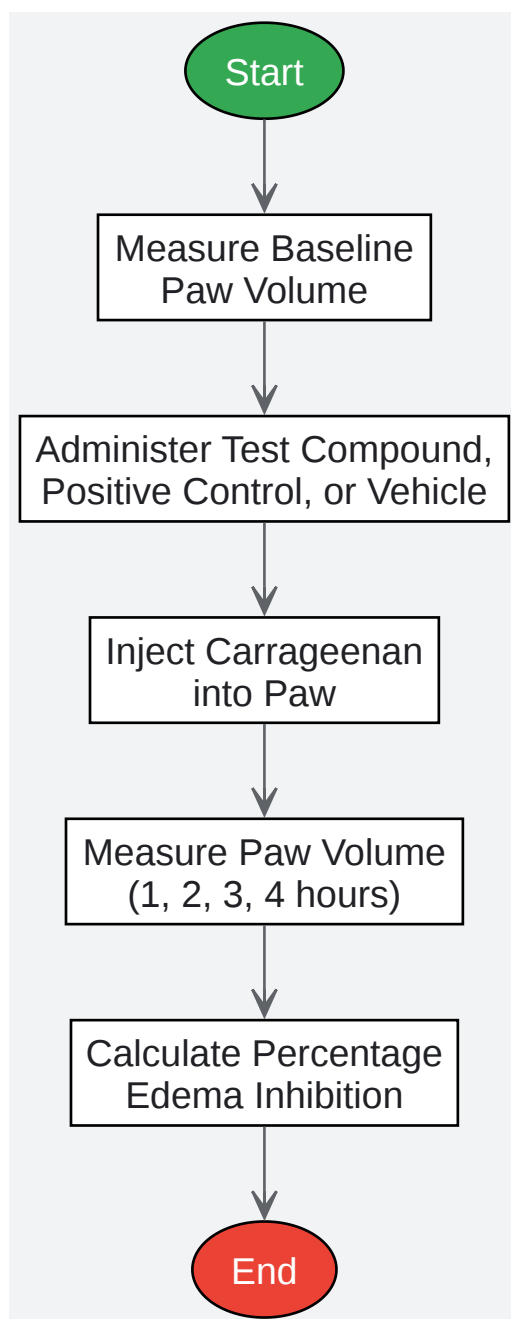 Start
Measure Baseline
Paw Volume
Administer Test Compound,
Positive Control, or Vehicle
Inject Carrageenan
into Paw
Measure Paw Volume
(1, 2, 3, 4 hours)
Calculate Percentage
Edema Inhibition
End